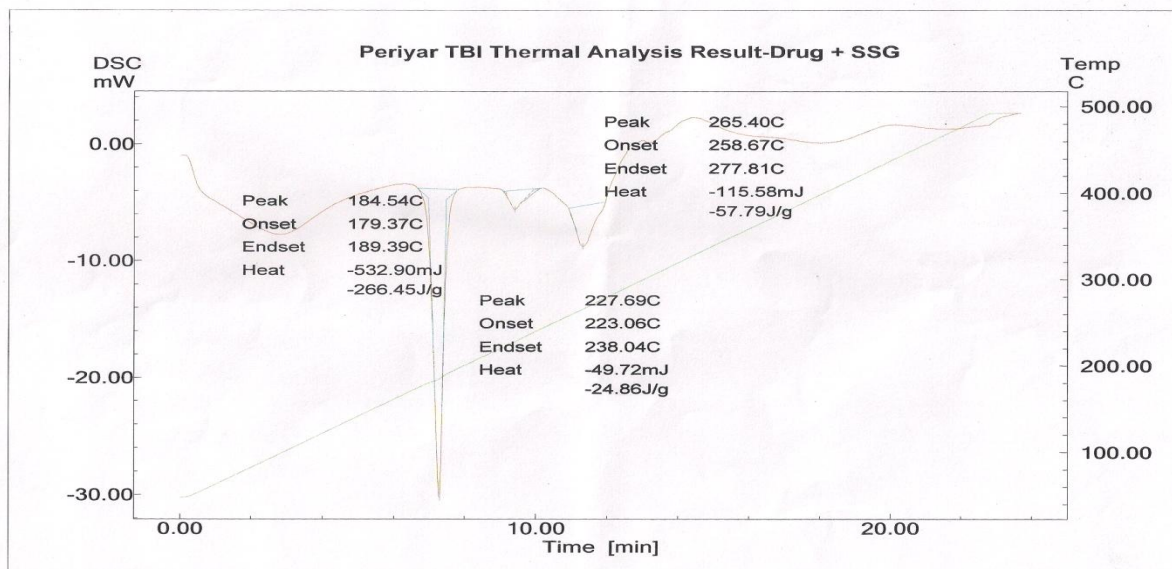 Periyar TBI Thermal Analysis Result-Drug + SSG
DSC
mW
Temp
C
0.00
-10.00
-20.00
-30.00
500.00
400.00
300.00
200.00
100.00
Peak 184.54C
Onset 179.37C
Endset 189.39C
Heat -532.90mJ
-266.45J/g
Peak 227.69C
Onset 223.06C
Endset 238.04C
Heat -49.72mJ
-24.86J/g
Peak 265.40C
Onset 258.67C
Endset 277.81C
Heat -115.58mJ
-57.79J/g
0.00 10.00 20.00
Time [min]